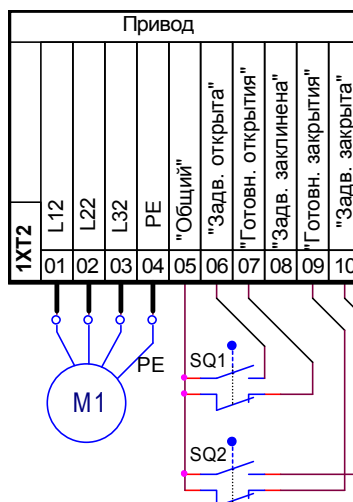 Привод
1XT2
L12
L22
L32
PE
"Общий"
"Задв. открыта"
"Готовн. открытия"
"Задв. заклинена"
"Готовн. закрытия"
"Задв. закрыта"
01 02 03 04 05 06 07 08 09 10
SQ1
PE
M1
SQ2